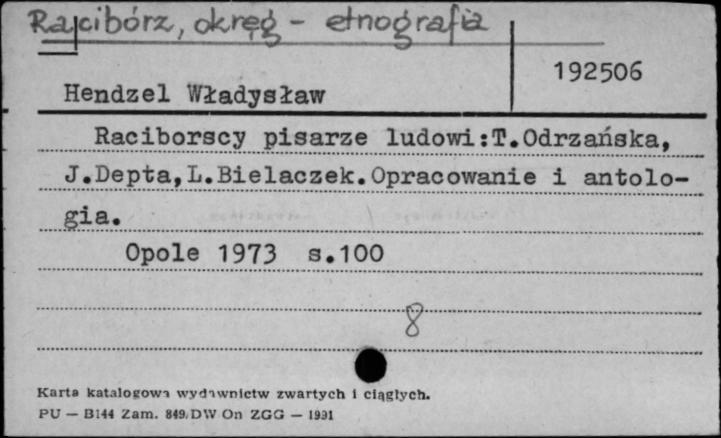 Racibórz, okręg - etnografia
192506
Hendzel Władysław
Raciborscy pisarze ludowi:T.Odrzańska,
J.Depta,L.Bielaczek.Opracowanie i antolo-
gia.
Opole 1973 s.100
8
Karta katalogowa wydawnictw zwartych i ciągłych.
PU — B144 Zam. 849/DW On ZGG — 1991